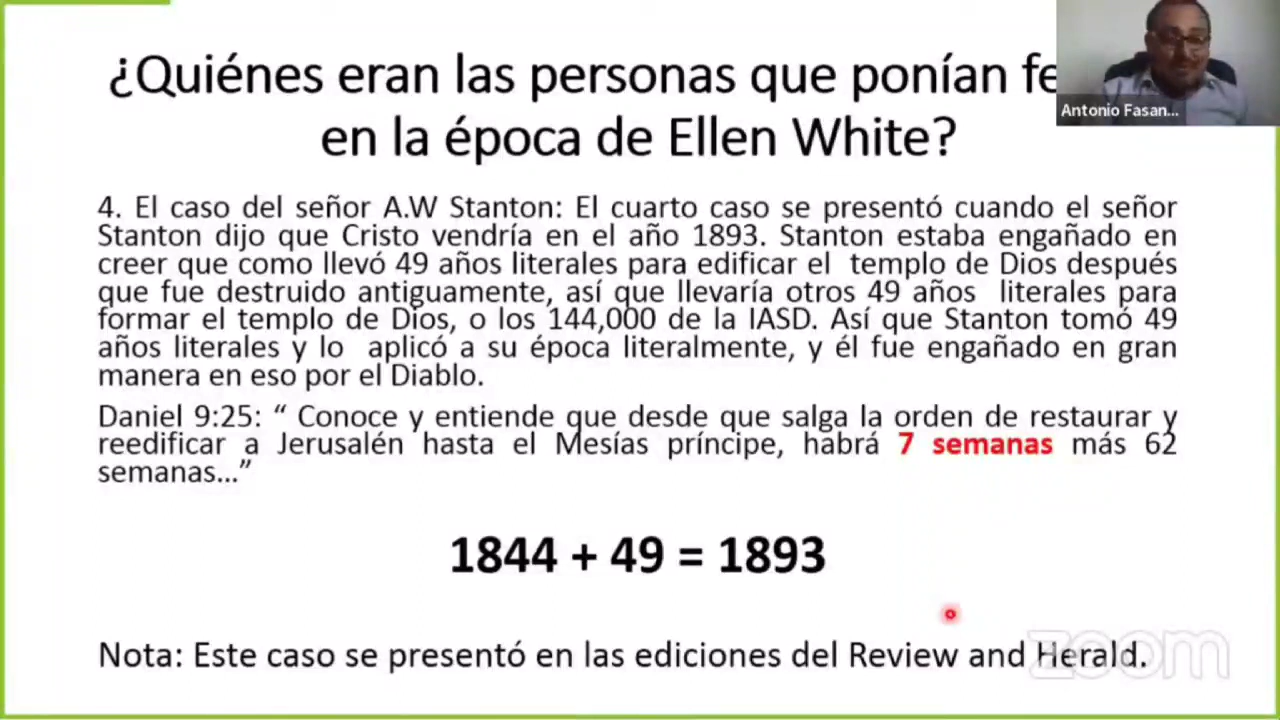 ¿Quiénes eran las personas que ponían fe
en la época de Ellen White?
Antonio Fasan...
4. El caso del señor A.W Stanton: El cuarto caso se presentó cuando el señor
Stanton dijo que Cristo vendría en el año 1893. Stanton estaba engañado en
creer que como llevó 49 años literales para edificar el templo de Dios después
que fue destruido antiguamente, así que llevaría otros 49 años literales para
formar el templo de Dios, o los 144,000 de la IASD. Así que Stanton tomó 49
años literales y lo aplicó a su época literalmente, y él fue engañado en gran
manera en eso por el Diablo.
Daniel 9:25: “ Conoce y entiende que desde que salga la orden de restaurar y
reedificar a Jerusalén hasta el Mesías príncipe, habrá 7 semanas más 62
semanas...”
1844 + 49 = 1893
Nota: Este caso se presentó en las ediciones del Review and Herald.
zoom